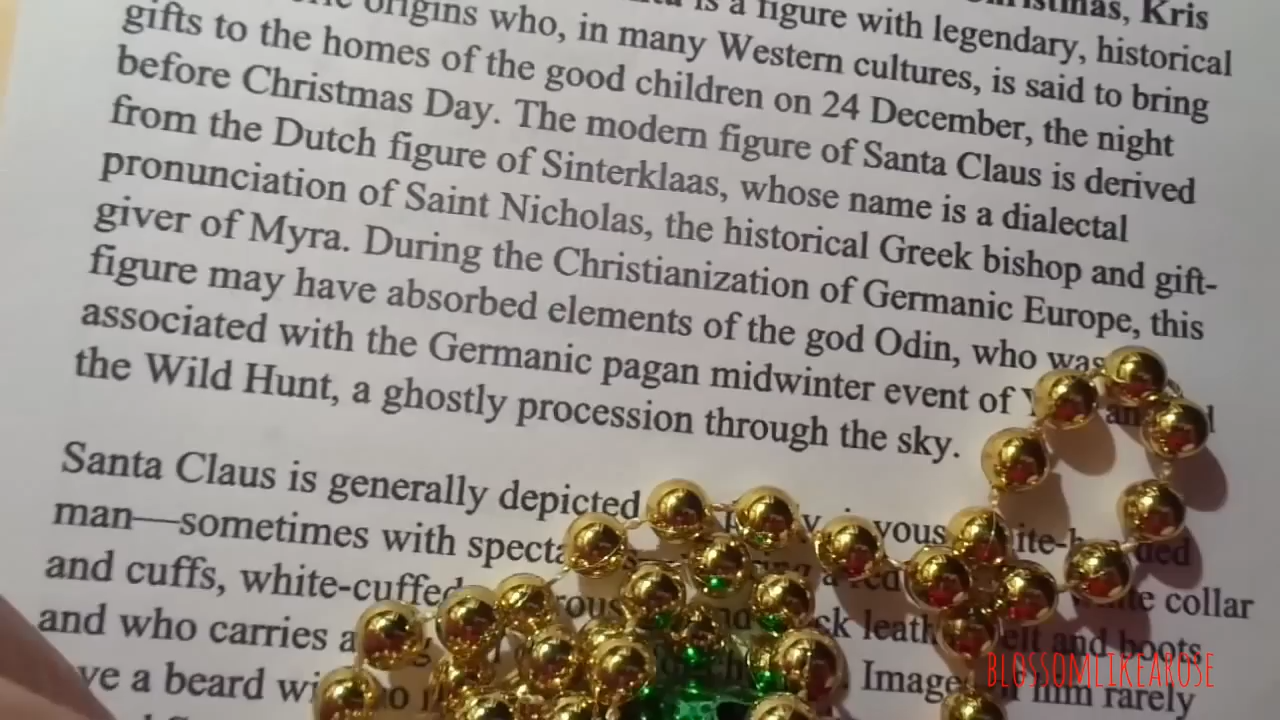 is a figure with legendary, historical
origins who, in many Western cultures, is said to bring
gifts to the homes of the good children on 24 December, the night
before Christmas Day. The modern figure of Santa Claus is derived
from the Dutch figure of Sinterklaas, whose name is a dialectal
pronunciation of Saint Nicholas, the historical Greek bishop and gift-
giver of Myra. During the Christianization of Germanic Europe, this
figure may have absorbed elements of the god Odin, who was
associated with the Germanic pagan midwinter event of
the Wild Hunt, a ghostly procession through the sky.
Santa Claus is generally depicted
man—sometimes with
and cuffs, white-cuffed collar
and who carries a and boots
a beard him rarely
Kris
BLOSSOMLIKEAROSE